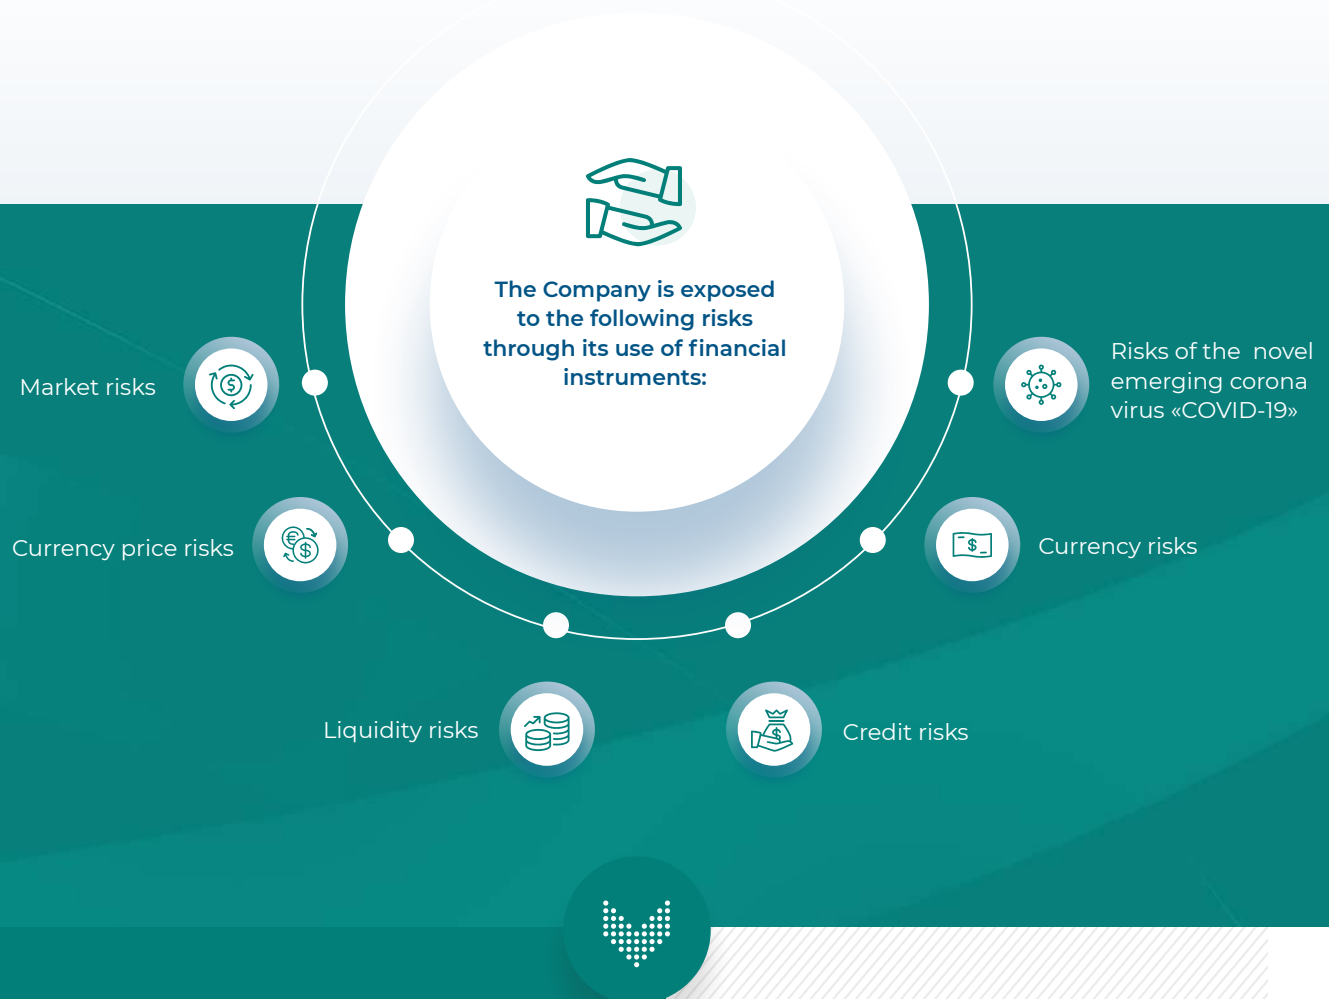 The Company is exposed
to the following risks
through its use of financial
instruments:
Market risks
Currency price risks
Liquidity risks
Credit risks
Currency risks
Risks of the  novel
emerging corona
virus «COVID-19»